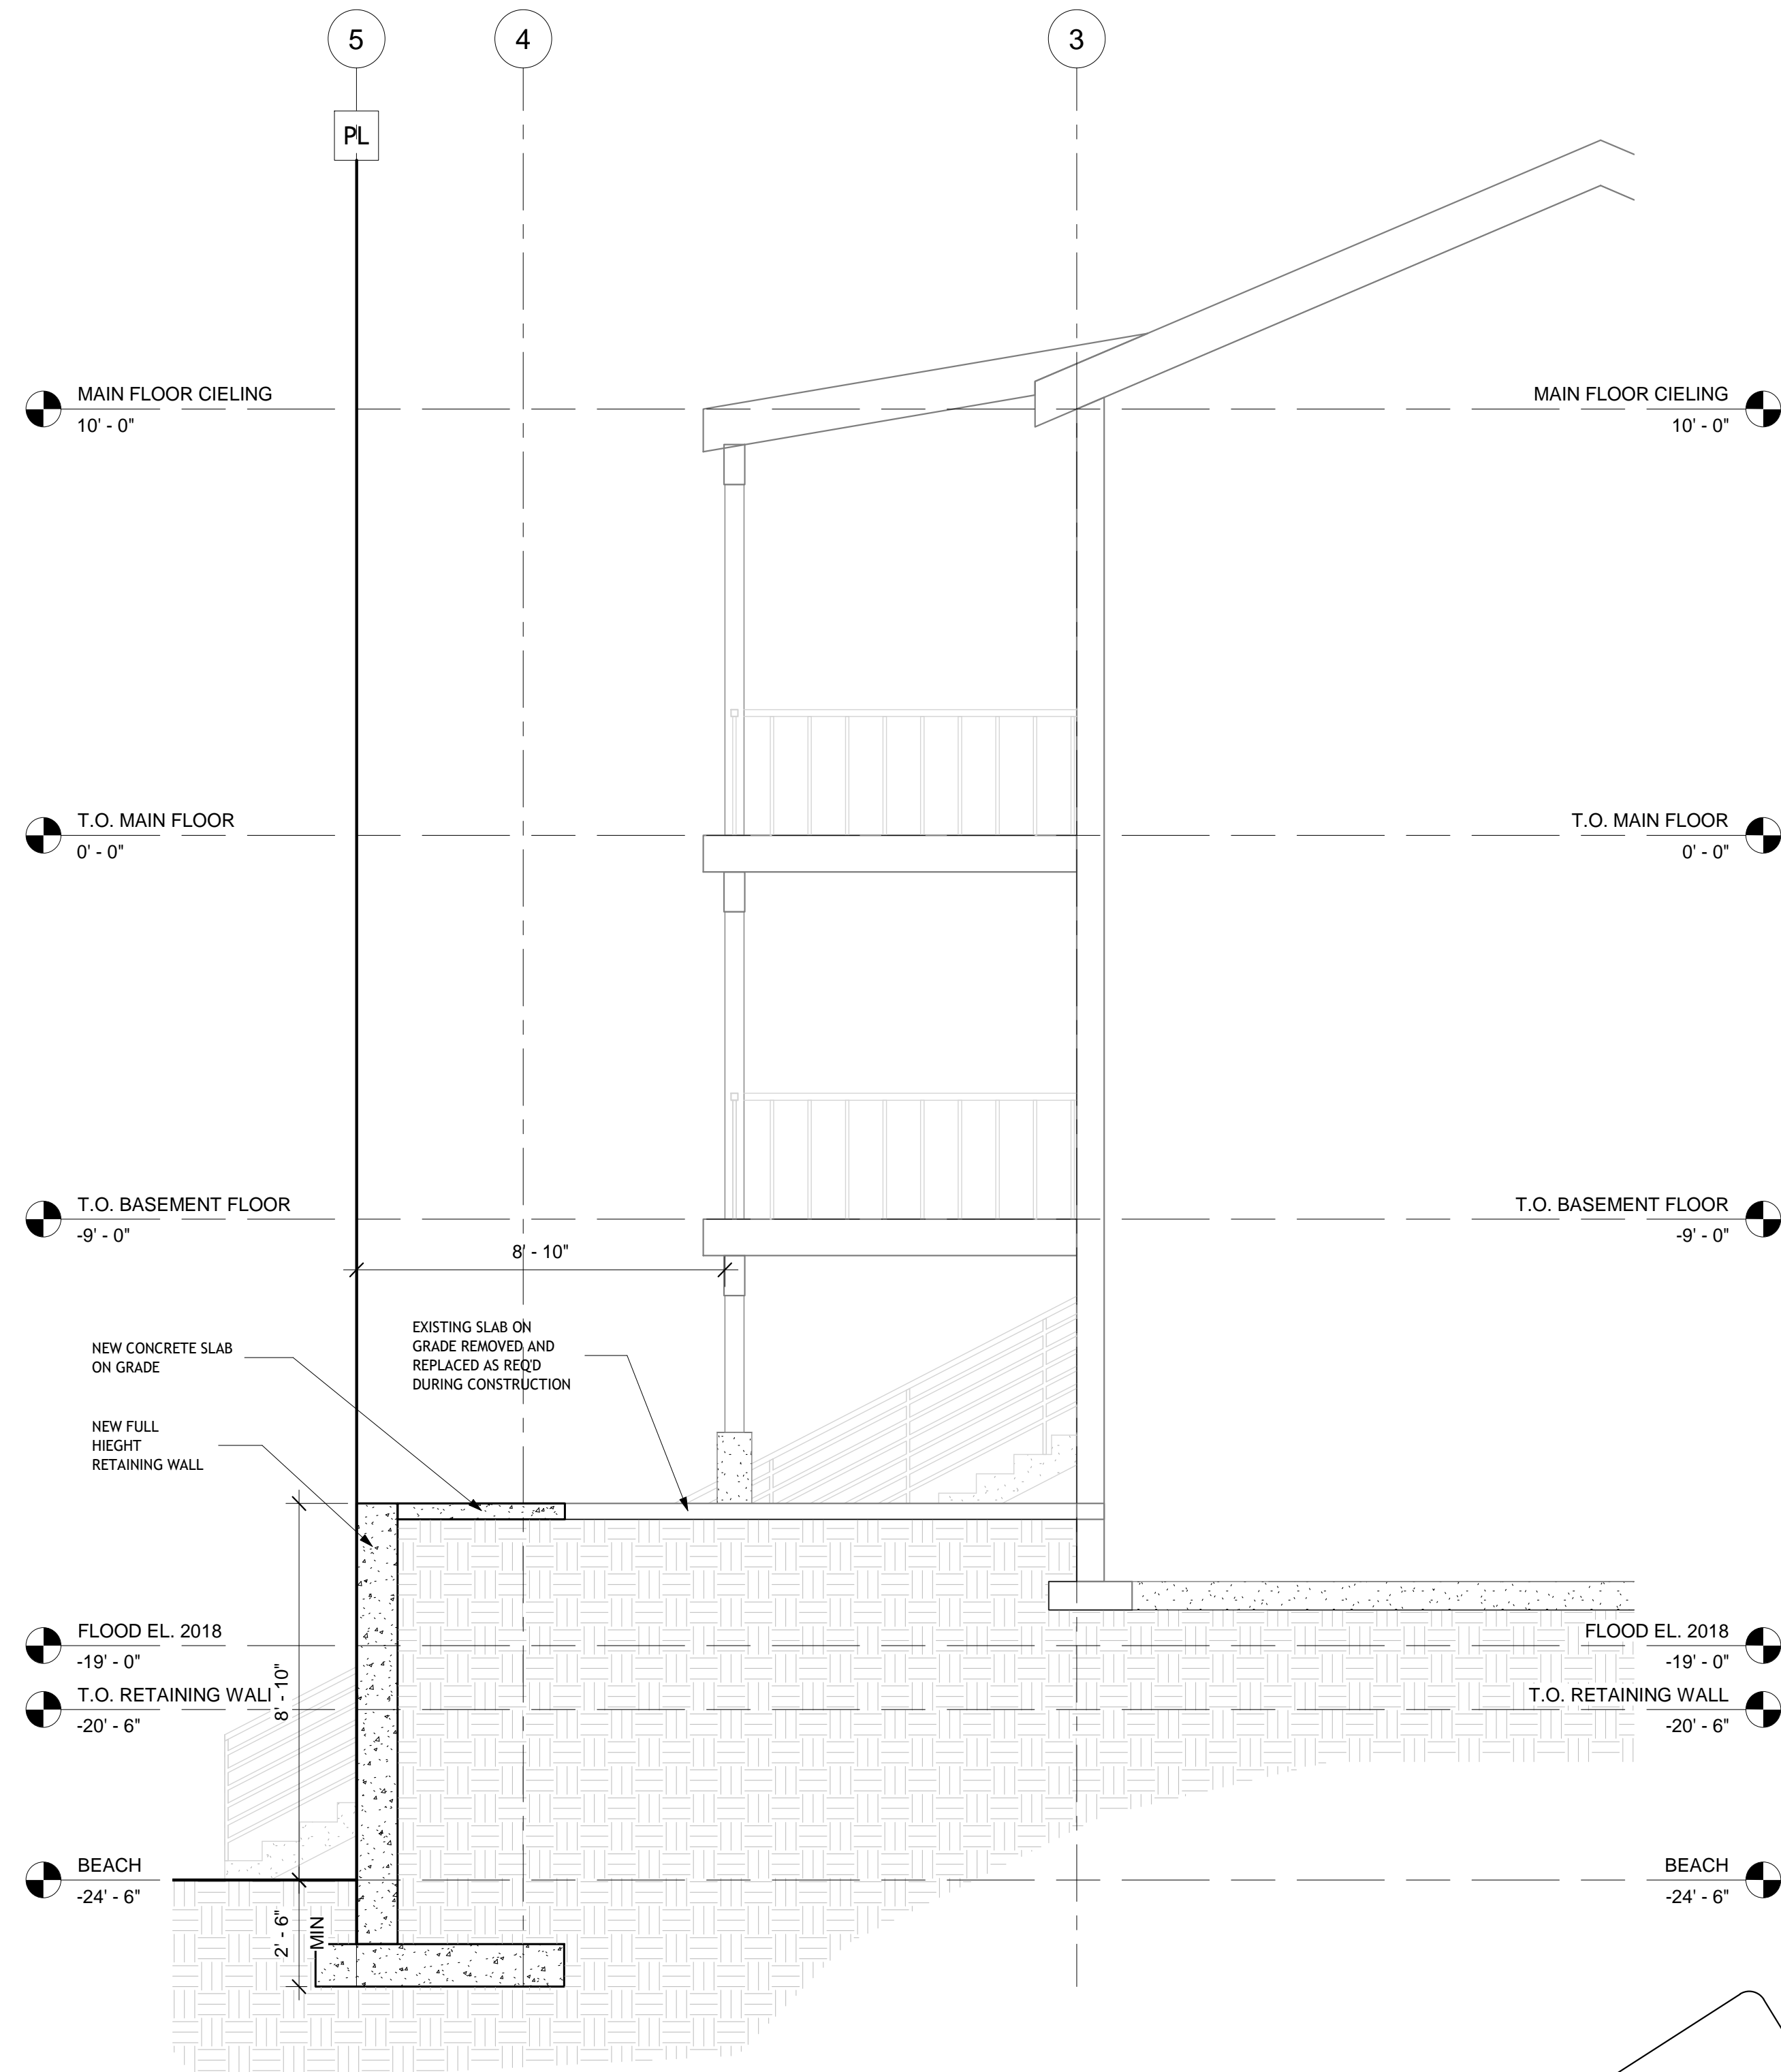 5
4
3
PL
MAIN FLOOR CIELING
10' - 0"
MAIN FLOOR CIELING
10' - 0"
T.O. MAIN FLOOR
0' - 0"
T.O. MAIN FLOOR
0' - 0"
T.O. BASEMENT FLOOR
-9' - 0"
T.O. BASEMENT FLOOR
-9' - 0"
8' - 10"
NEW CONCRETE SLAB
ON GRADE
EXISTING SLAB ON
GRADE REMOVED AND
REPLACED AS REQ'D
DURING CONSTRUCTION
NEW FULL
HIEGHT
RETAINING WALL
FLOOD EL. 2018
-19' - 0"
FLOOD EL. 2018
-19' - 0"
8' - 10"
T.O. RETAINING WALL
-20' - 6"
T.O. RETAINING WALL
-20' - 6"
BEACH
-24' - 6"
BEACH
-24' - 6"
2' - 6"
MIN